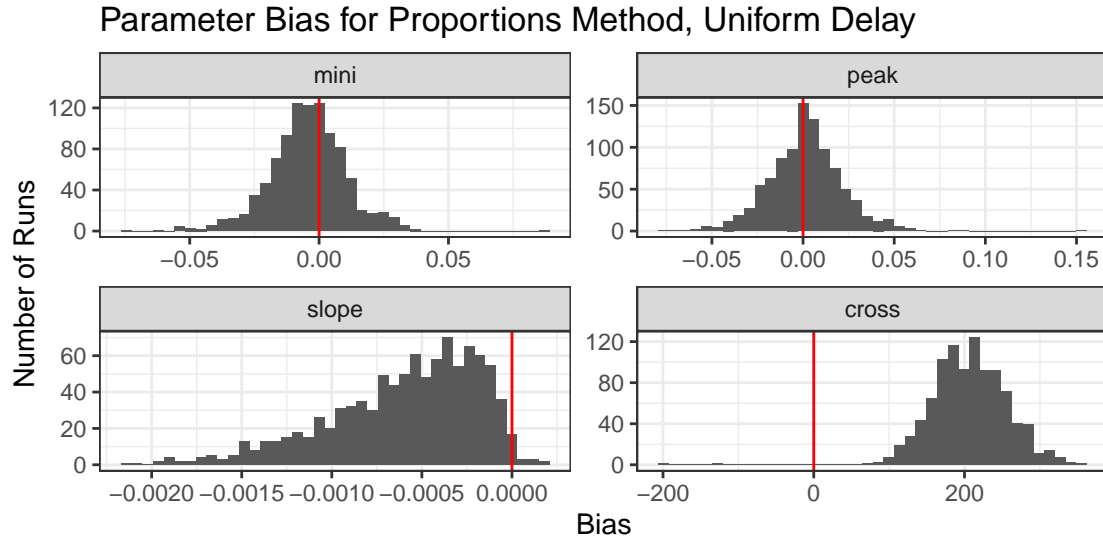 Parameter Bias for Proportions Method, Uniform Delay
mini
peak
120
80
40
0
−0.05 0.00 0.05
150
100
50
0
−0.05 0.00 0.05 0.10 0.15
slope
cross
60
40
20
0
−0.0020 −0.0015 −0.0010 −0.0005 0.0000
120
80
40
0
−200 0 200
Number of Runs
Bias